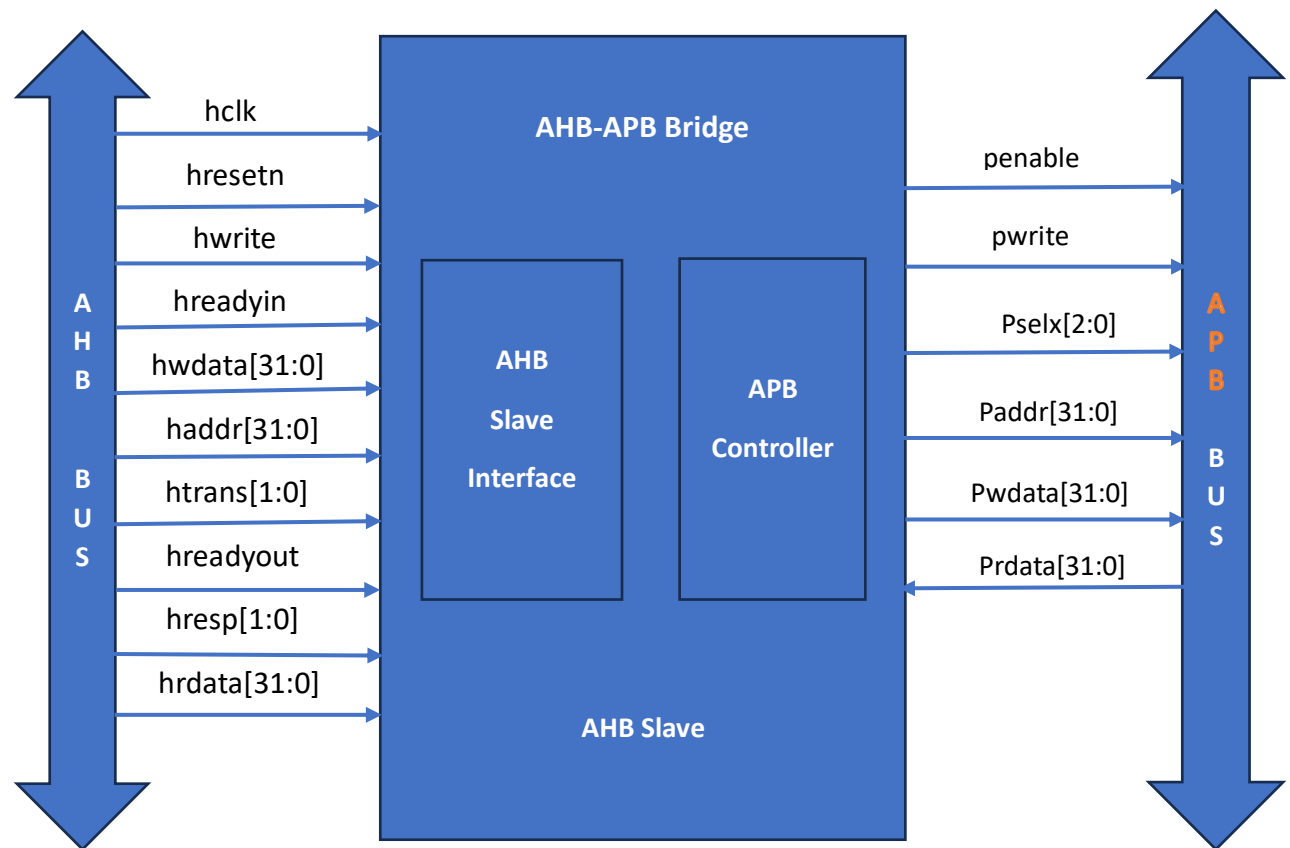 A
H
B
B
U
S
hclk
hresetn
hwrite
hreadyin
hwdata[31:0]
haddr[31:0]
htrans[1:0]
hreadyout
hresp[1:0]
hrdata[31:0]
AHB-APB Bridge
AHB
Slave
Interface
APB
Controller
AHB Slave
penable
pwrite
Pselx[2:0]
Paddr[31:0]
Pwdata[31:0]
Prdata[31:0]
A
P
B
B
U
S